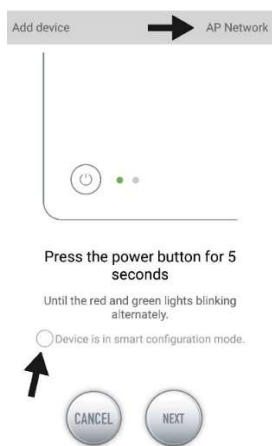 Add device AP Network
Press the power button for 5
seconds
Until the red and green lights blinking
alternately.
Device is in smart configuration mode.
CANCEL NEXT